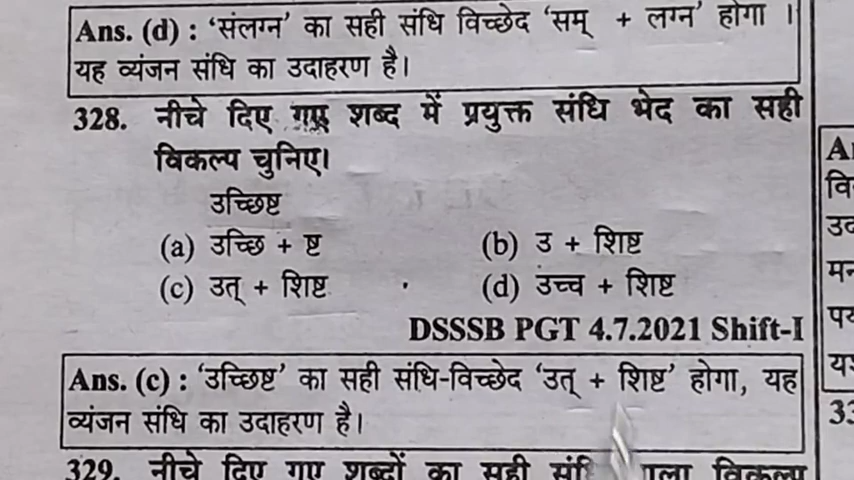 Ans. (d) : 'संलग्न' का सही संधि विच्छेद 'सम् + लग्न' होगा ।
यह व्यंजन संधि का उदाहरण है।
328. नीचे दिए गए शब्द में प्रयुक्त संधि भेद का सही
विकल्प चुनिए।
उच्छिष्ट
(a) उच्छि + ष्ट (b) उ + शिष्ट
(c) उत् + शिष्ट (d) उच्च + शिष्ट
DSSSB PGT 4.7.2021 Shift-I
Ans. (c) : 'उच्छिष्ट' का सही संधि-विच्छेद 'उत् + शिष्ट' होगा, यह
व्यंजन संधि का उदाहरण है।
329. नीचे दिए गए शब्दों का सही विकल्प